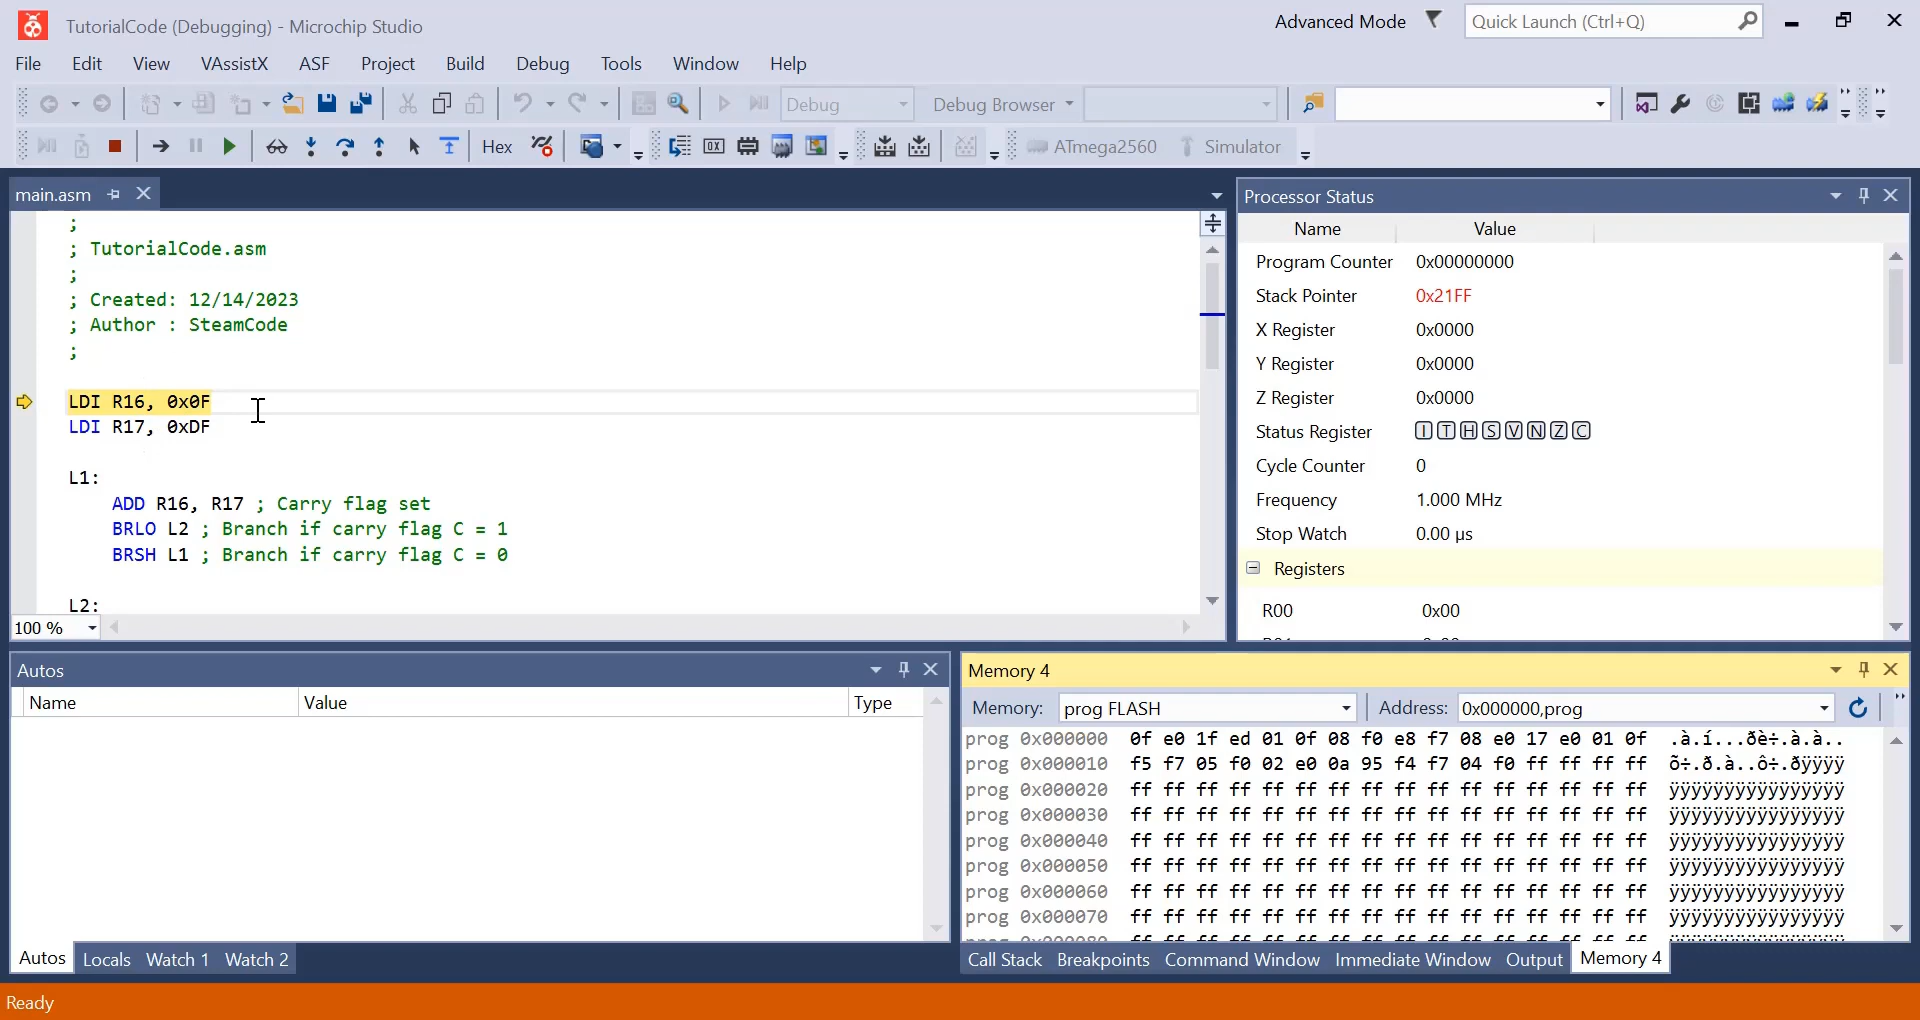 TutorialCode (Debugging) - Microchip Studio
Advanced Mode
Quick Launch (Ctrl+Q)
File Edit View VAssistX ASF Project Build Debug Tools Window Help
Debug
Debug Browser
Hex
ATmega2560
Simulator
main.asm
;
; TutorialCode.asm
;
; Created: 12/14/2023
; Author : SteamCode
;
LDI R16, 0x0F
LDI R17, 0xDF
L1:
ADD R16, R17 ; Carry flag set
BRLO L2 ; Branch if carry flag C = 1
BRSH L1 ; Branch if carry flag C = 0
L2:
100 %
Processor Status
Name Value
Program Counter 0x00000000
Stack Pointer 0x21FF
X Register 0x0000
Y Register 0x0000
Z Register 0x0000
Status Register I T H S V N Z C
Cycle Counter 0
Frequency 1.000 MHz
Stop Watch 0.00 µs
Registers
R00 0x00
Autos
Name Value Type
Autos Locals Watch 1 Watch 2
Memory 4
Memory: prog FLASH Address: 0x000000,prog
prog 0x000000 0f e0 1f ed 01 0f 08 f0 e8 f7 08 e0 17 e0 01 0f .à.í...ðè÷.à.à..
prog 0x000010 f5 f7 05 f0 02 e0 0a 95 f4 f7 04 f0 ff ff ff ff õ÷.ð.à..ô÷.ðÿÿÿÿ
prog 0x000020 ff ff ff ff ff ff ff ff ff ff ff ff ff ff ff ff ÿÿÿÿÿÿÿÿÿÿÿÿÿÿÿÿ
prog 0x000030 ff ff ff ff ff ff ff ff ff ff ff ff ff ff ff ff ÿÿÿÿÿÿÿÿÿÿÿÿÿÿÿÿ
prog 0x000040 ff ff ff ff ff ff ff ff ff ff ff ff ff ff ff ff ÿÿÿÿÿÿÿÿÿÿÿÿÿÿÿÿ
prog 0x000050 ff ff ff ff ff ff ff ff ff ff ff ff ff ff ff ff ÿÿÿÿÿÿÿÿÿÿÿÿÿÿÿÿ
prog 0x000060 ff ff ff ff ff ff ff ff ff ff ff ff ff ff ff ff ÿÿÿÿÿÿÿÿÿÿÿÿÿÿÿÿ
prog 0x000070 ff ff ff ff ff ff ff ff ff ff ff ff ff ff ff ff ÿÿÿÿÿÿÿÿÿÿÿÿÿÿÿÿ
Call Stack Breakpoints Command Window Immediate Window Output Memory 4
Ready